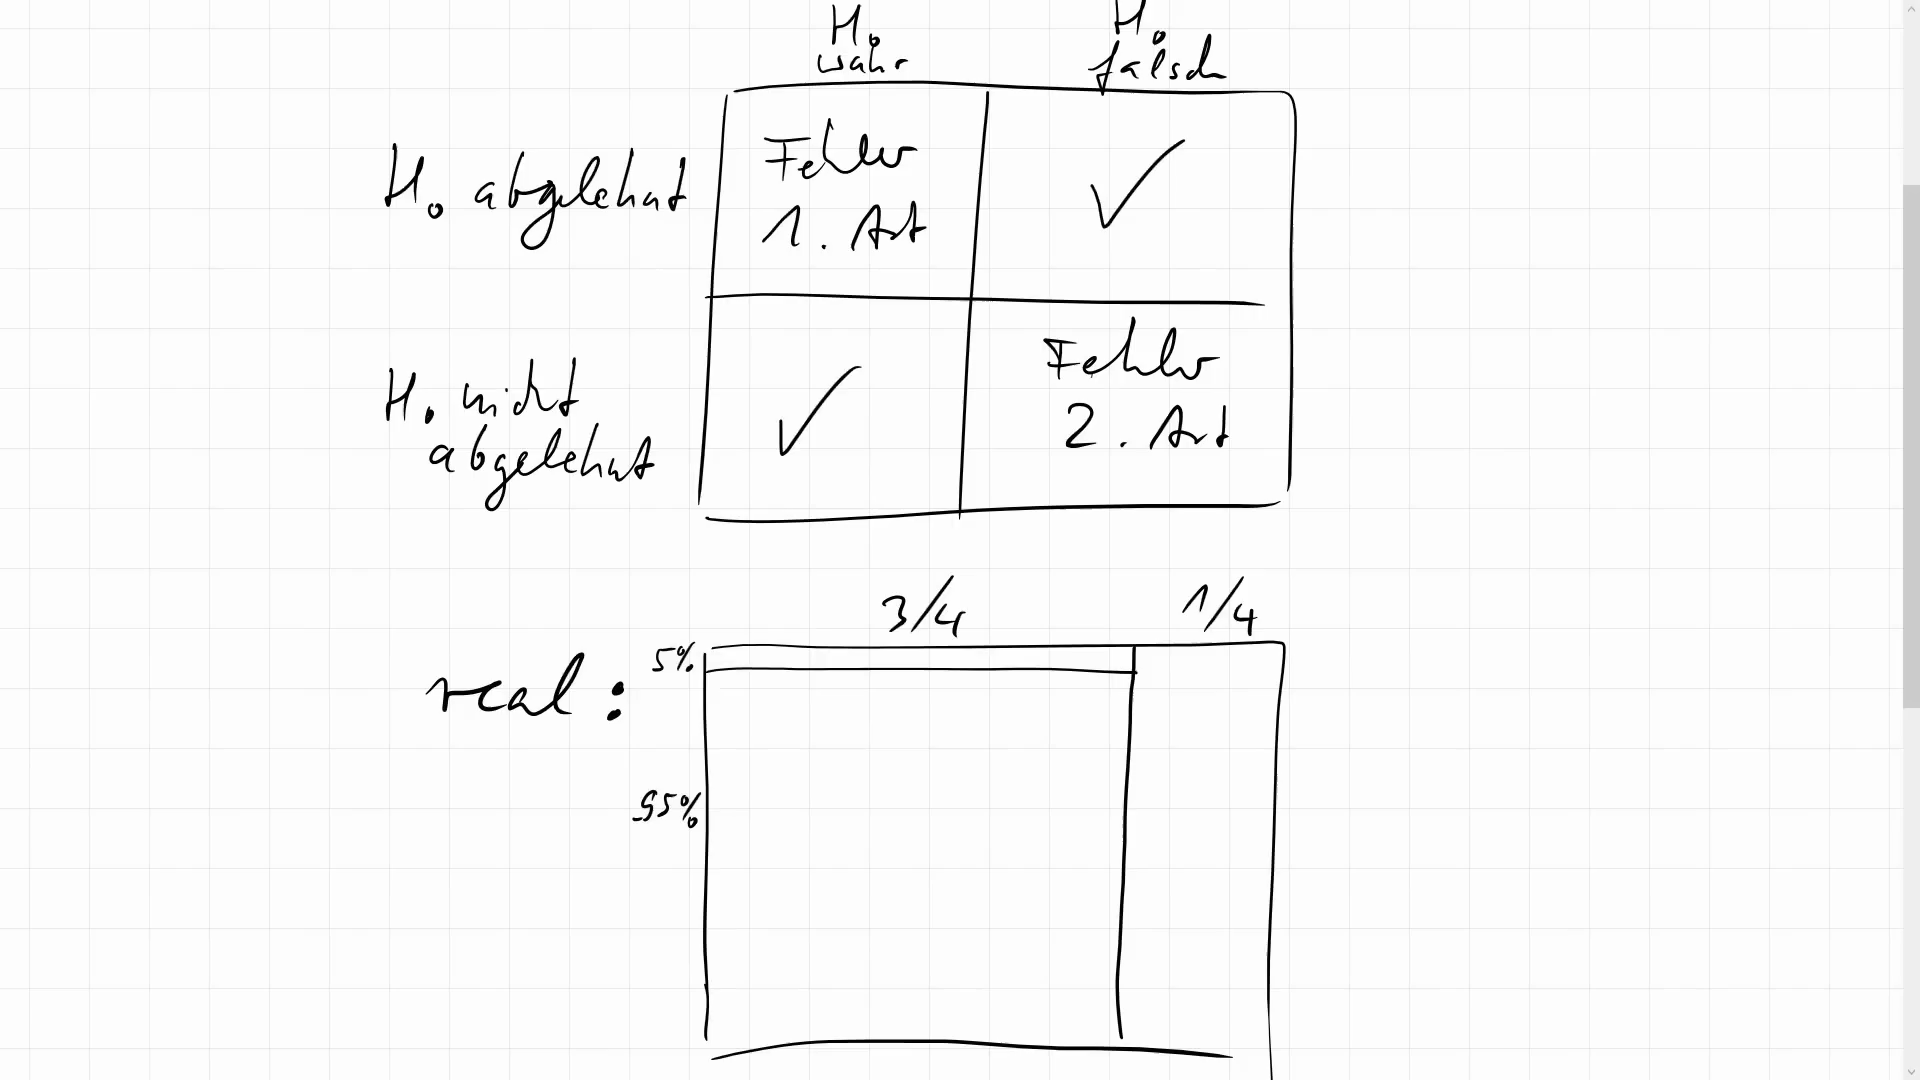 H₀ H₀
wahr falsch
H₀ abgelehnt Fehler
1. Art
H₀ nicht
abgelehnt Fehler
2. Art
3/4 1/4
real: 5%
95%